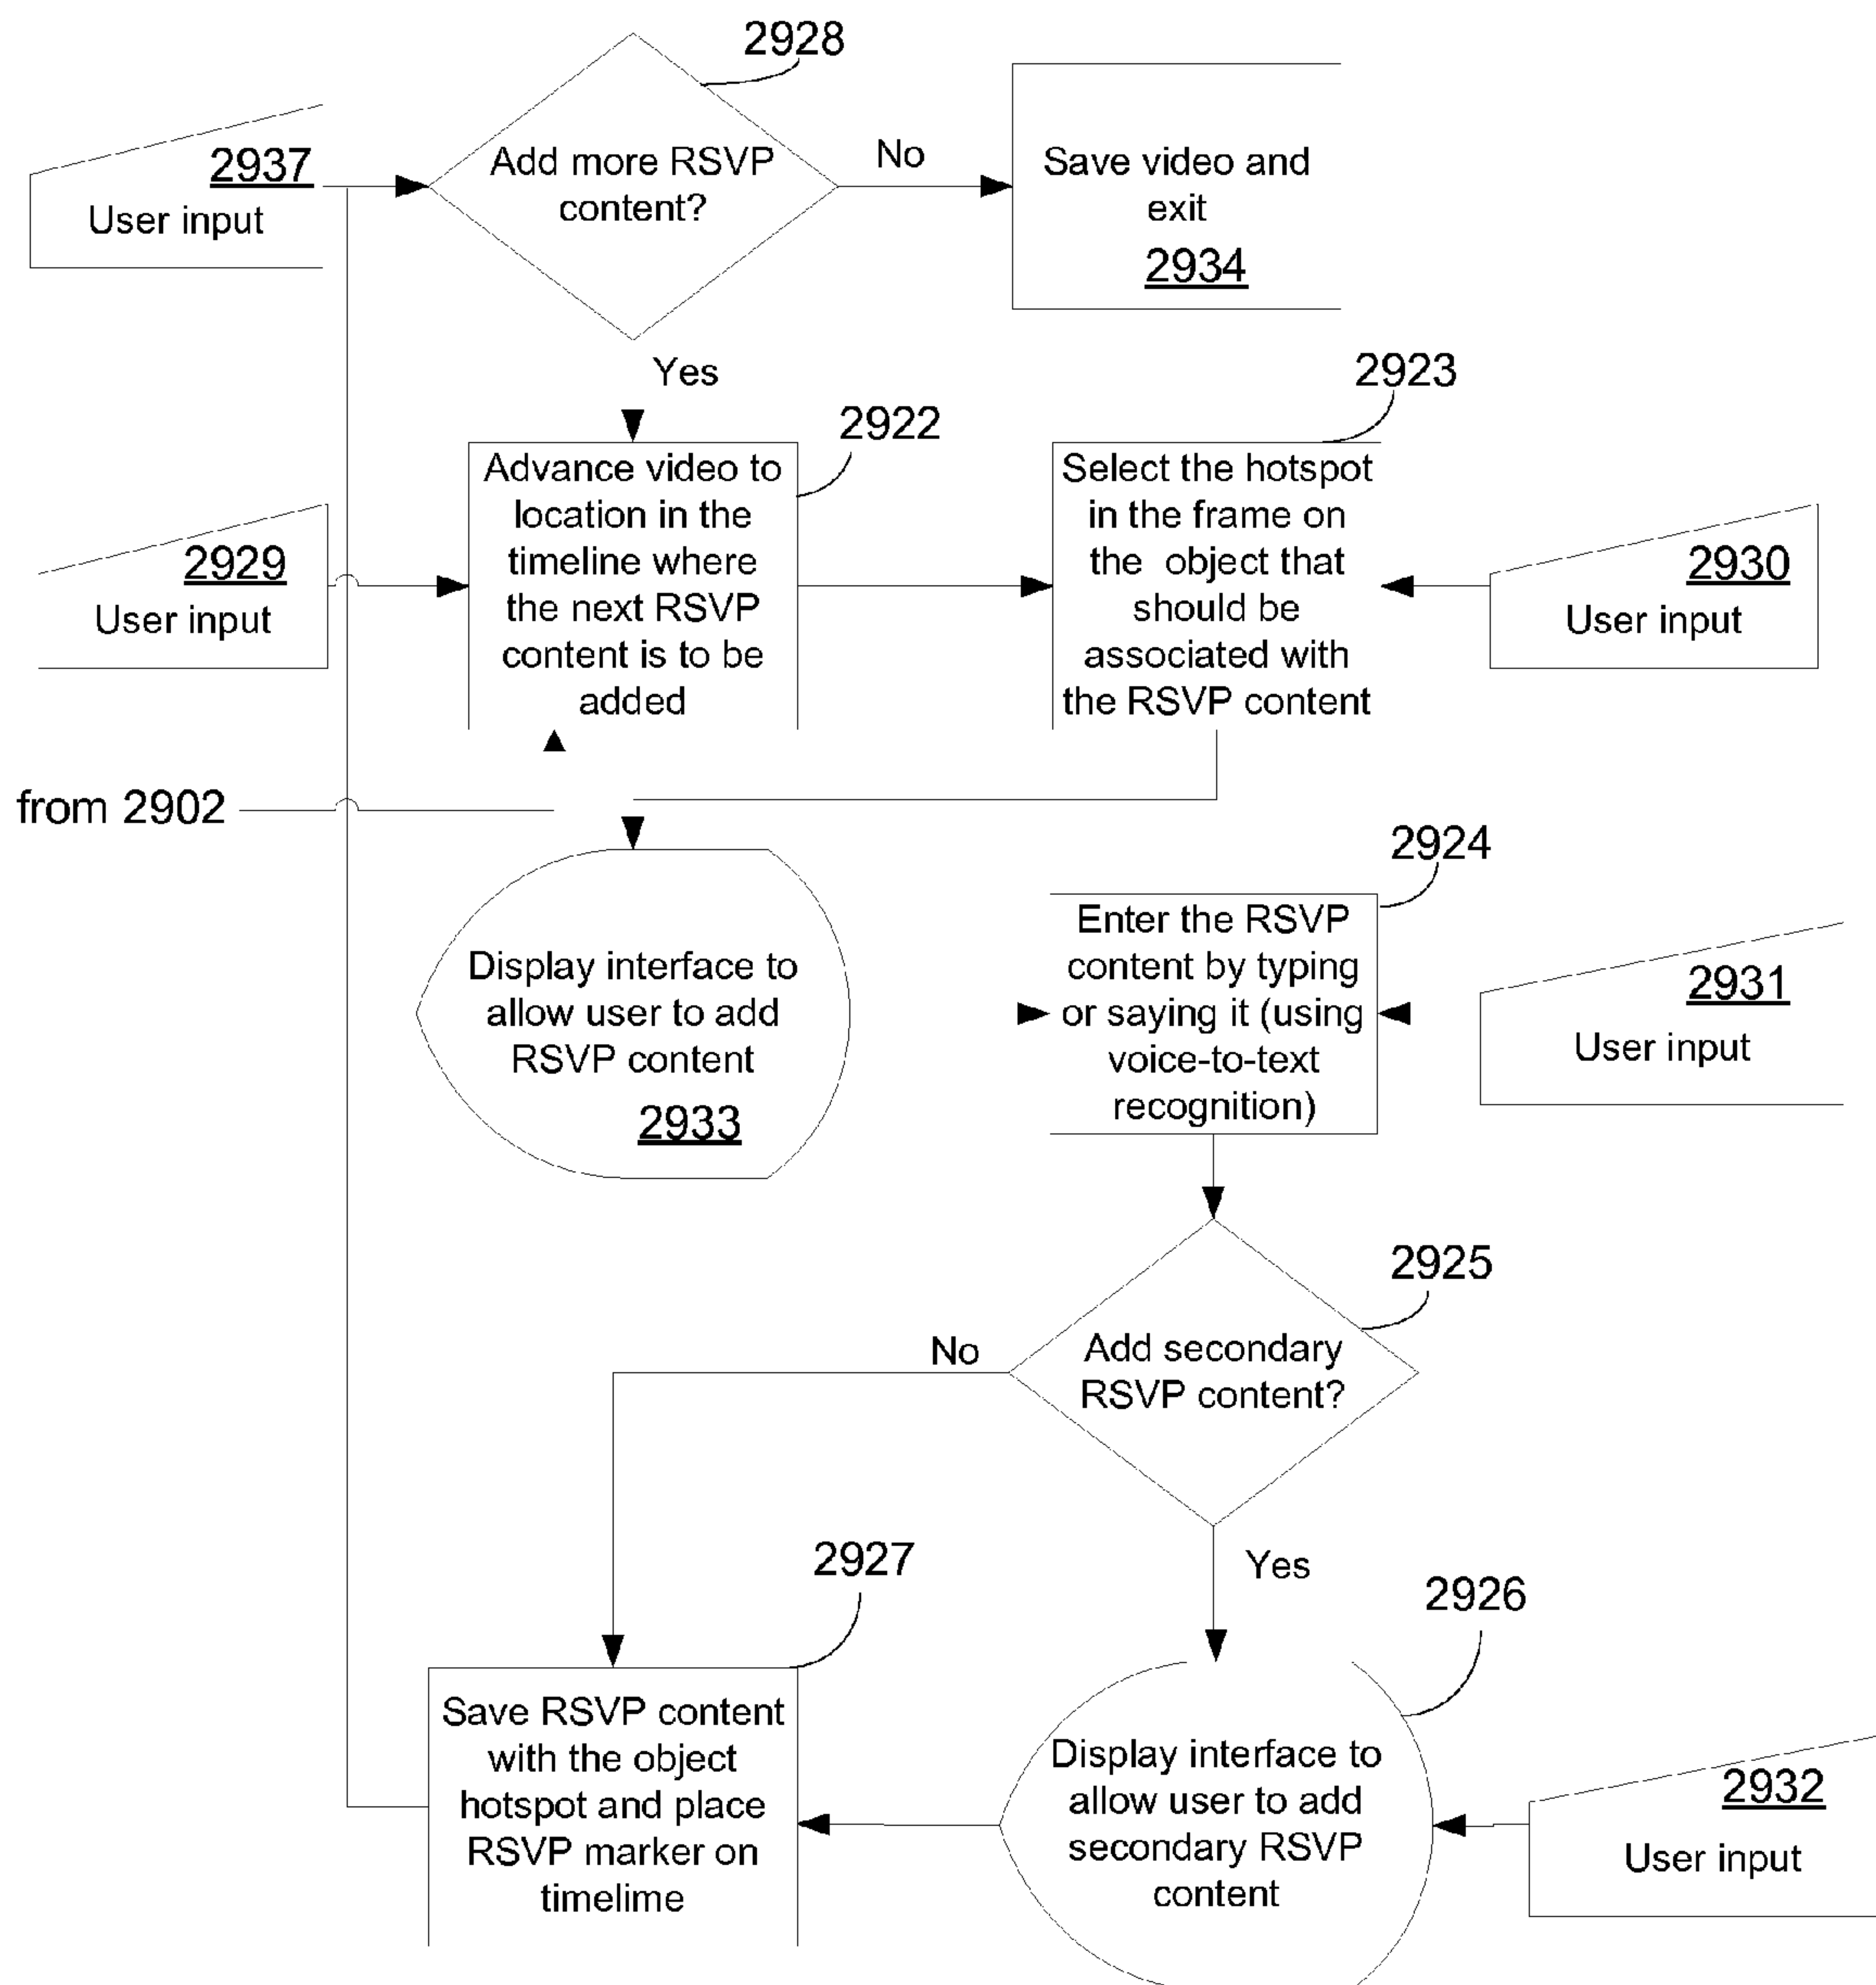 2928
2937
User input
Add more RSVP
content?
No
Save video and
exit
2934
Yes
2922
2923
Advance video to
location in the
timeline where
the next RSVP
content is to be
added
Select the hotspot
in the frame on
the object that
should be
associated with
the RSVP content
2929
User input
2930
User input
from 2902
2924
Display interface to
allow user to add
RSVP content
2933
Enter the RSVP
content by typing
or saying it (using
voice-to-text
recognition)
2931
User input
2925
No
Add secondary
RSVP content?
Yes
2927
2926
Save RSVP content
with the object
hotspot and place
RSVP marker on
timelime
Display interface to
allow user to add
secondary RSVP
content
2932
User input